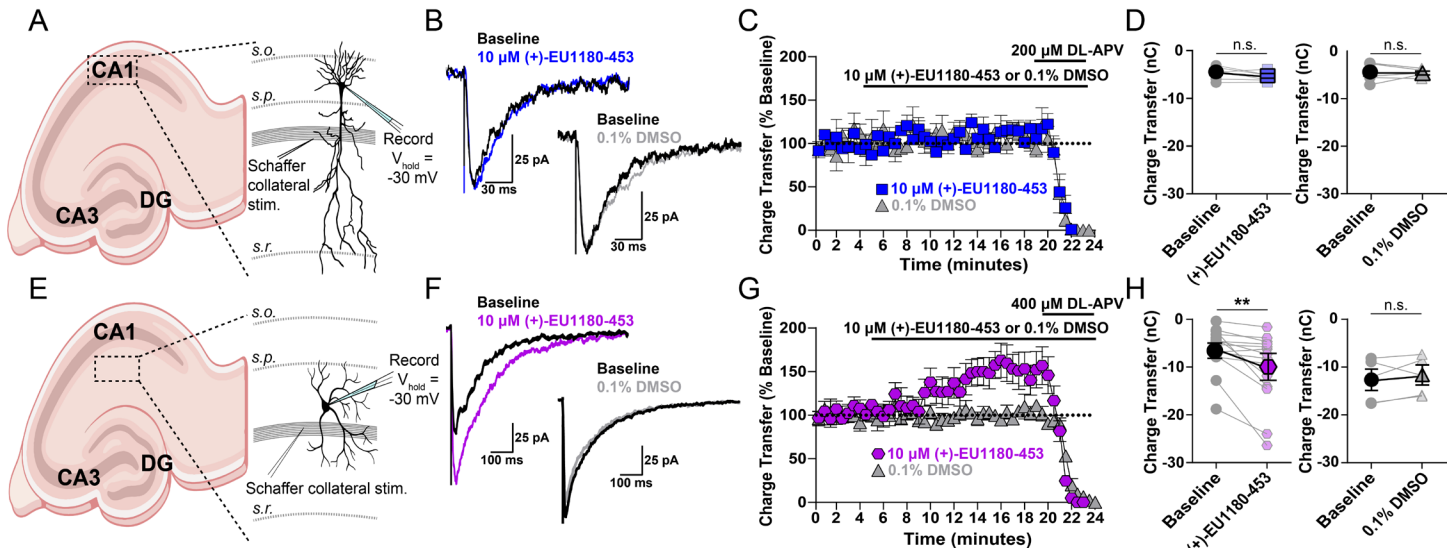 A
s.o.
CA1
s.p.
Schaffer
collateral
stim.
Record
Vhold =
-30 mV
CA3
DG
s.r.
B
Baseline
10 µM (+)-EU1180-453
25 pA
30 ms
Baseline
0.1% DMSO
25 pA
30 ms
C
200 µM DL-APV
10 µM (+)-EU1180-453 or 0.1% DMSO
Charge Transfer (% Baseline)
200
150
100
50
0
10 µM (+)-EU1180-453
0.1% DMSO
0 2 4 6 8 10 12 14 16 18 20 22 24
Time (minutes)
D
Charge Transfer (nC)
0
-10
-20
-30
n.s.
Baseline
(+)-EU1180-453
Charge Transfer (nC)
0
-10
-20
-30
n.s.
Baseline
0.1% DMSO
E
s.o.
CA1
s.p.
Record
Vhold =
-30 mV
CA3
DG
Schaffer collateral stim.
s.r.
F
Baseline
10 µM (+)-EU1180-453
25 pA
100 ms
Baseline
0.1% DMSO
25 pA
100 ms
G
400 µM DL-APV
10 µM (+)-EU1180-453 or 0.1% DMSO
Charge Transfer (% Baseline)
200
150
100
50
0
10 µM (+)-EU1180-453
0.1% DMSO
0 2 4 6 8 10 12 14 16 18 20 22 24
Time (minutes)
H
Charge Transfer (nC)
0
-10
-20
-30
**
Baseline
(+)-EU1180-453
Charge Transfer (nC)
0
-10
-20
-30
n.s.
Baseline
0.1% DMSO